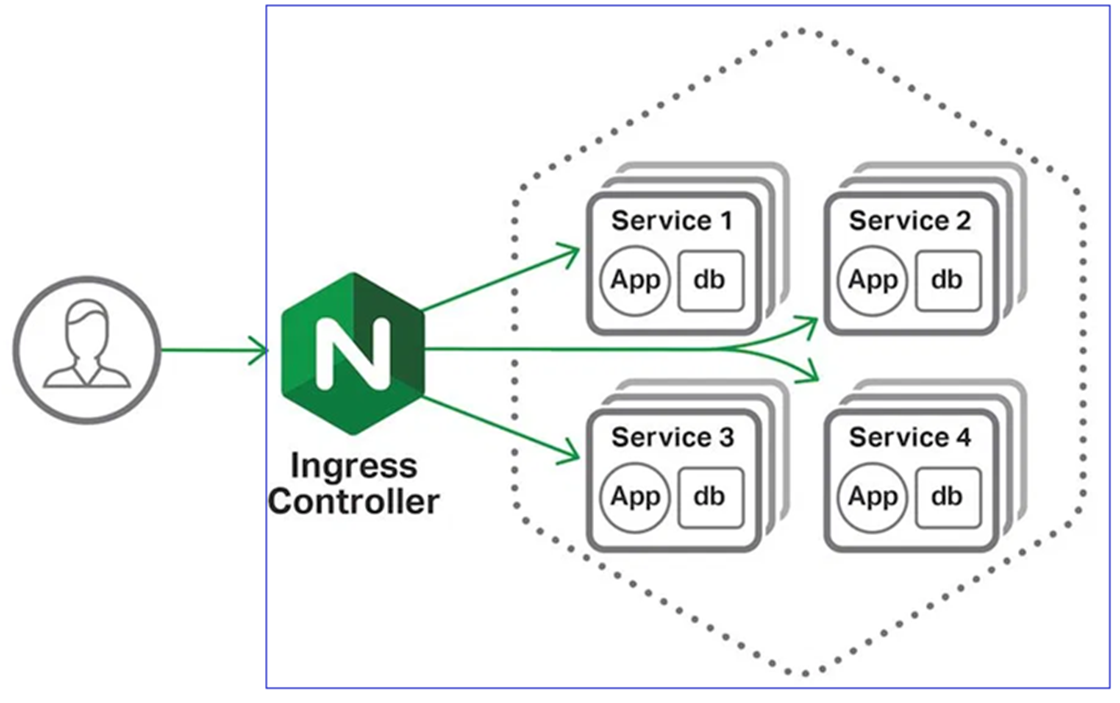 N
Ingress
Controller
Service 1
App
db
Service 2
App
db
Service 3
App
db
Service 4
App
db